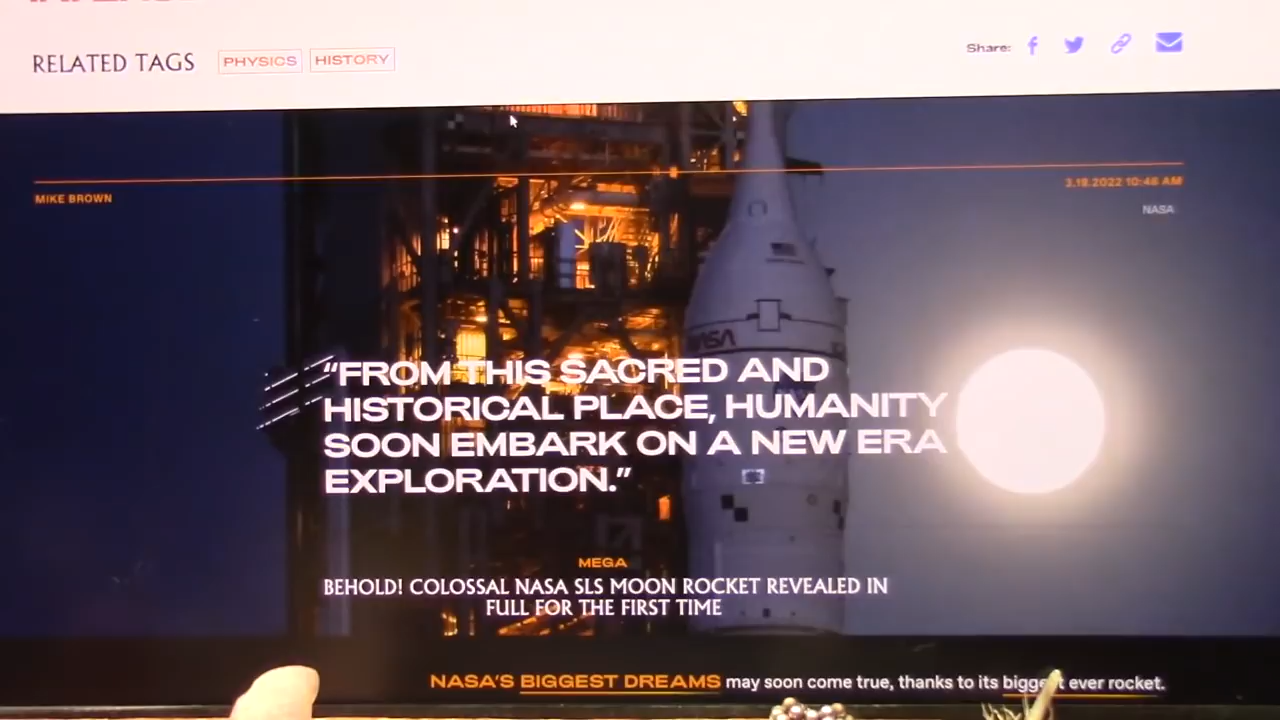 RELATED TAGS PHYSICS HISTORY
Share:
MIKE BROWN
3.18.2022 10:48 AM
NASA
NASA
“FROM THIS SACRED AND
HISTORICAL PLACE, HUMANITY
SOON EMBARK ON A NEW ERA
EXPLORATION.”
MEGA
BEHOLD! COLOSSAL NASA SLS MOON ROCKET REVEALED IN
FULL FOR THE FIRST TIME
NASA'S BIGGEST DREAMS may soon come true, thanks to its biggest ever rocket.